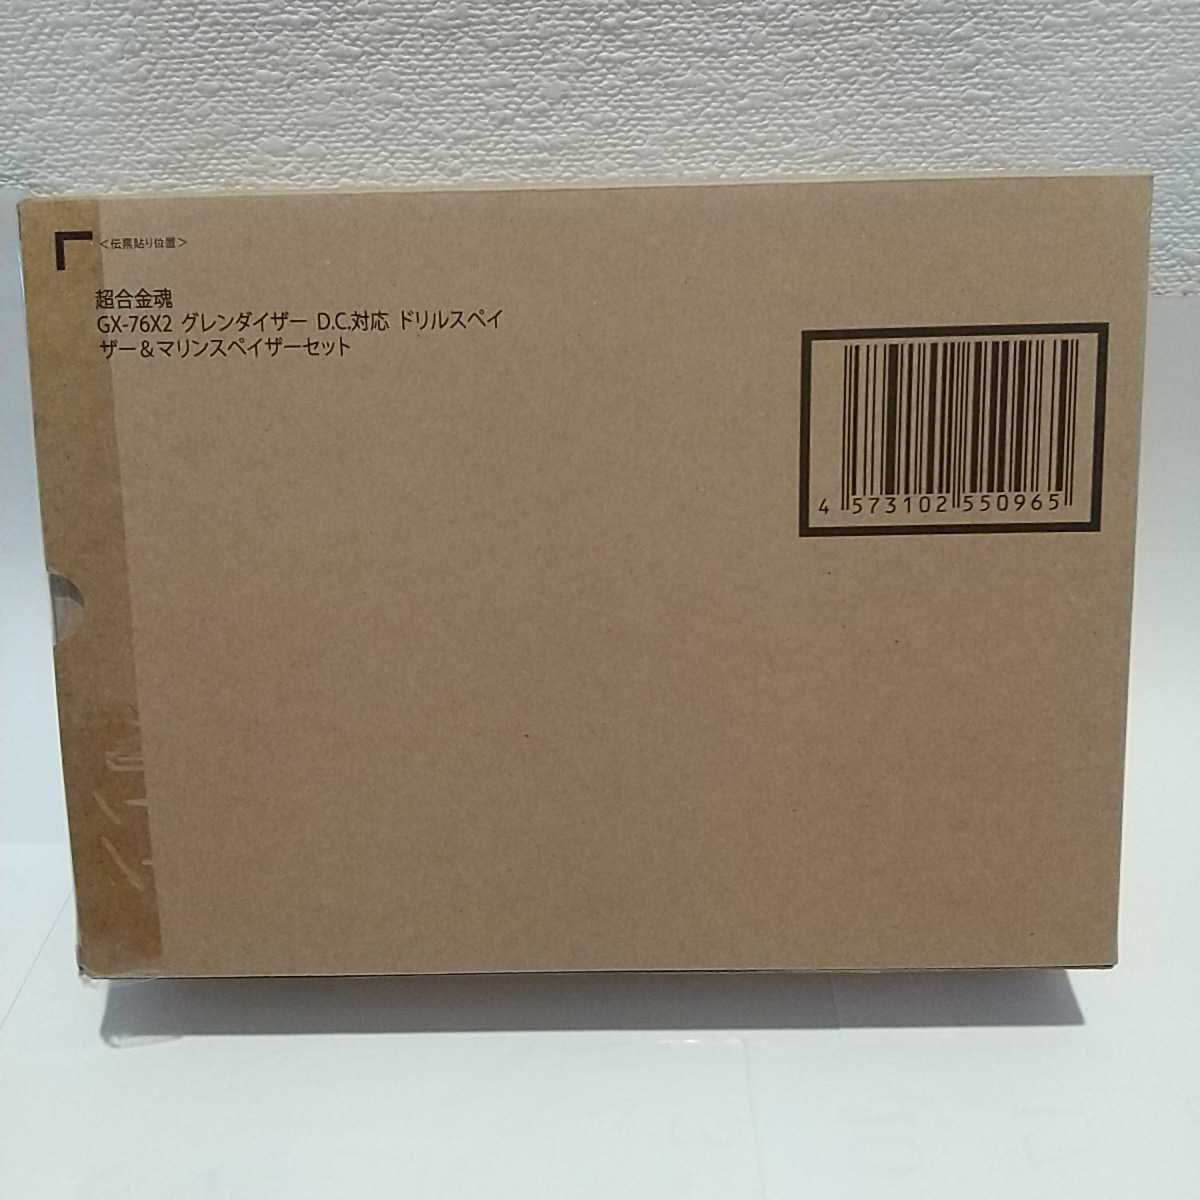 ＜伝票貼り位置＞
超合金魂
GX-76X2 グレンダイザー D.C.対応 ドリルスペイ
ザー＆マリンスペイザーセット
4 573102 550965